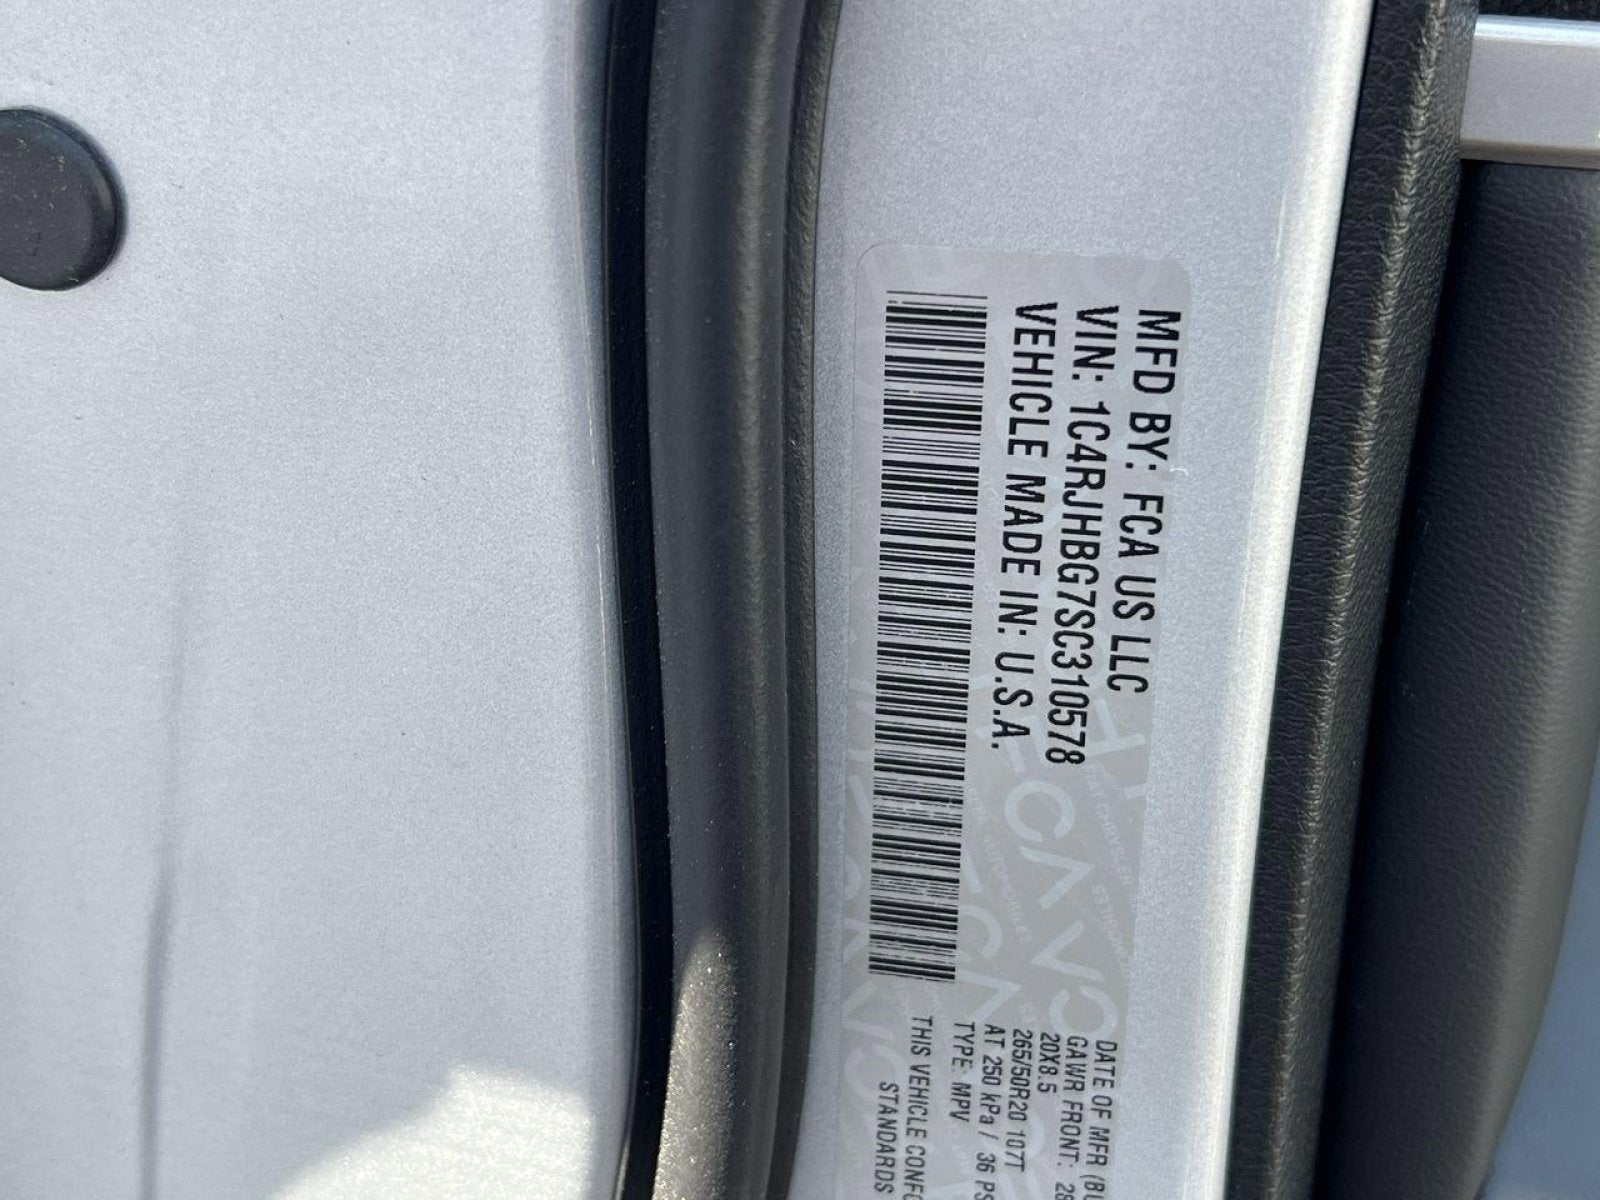 MFD BY: FCA US LLC
VIN: 1C4RJHBG7SC310578
VEHICLE MADE IN: U.S.A.
DATE OF MFR
GAWR FRONT: 28
20X8.5
265/50R20 107T
AT 250 kPa / 36 PS
TYPE: MPV
THIS VEHICLE
STANDARDS